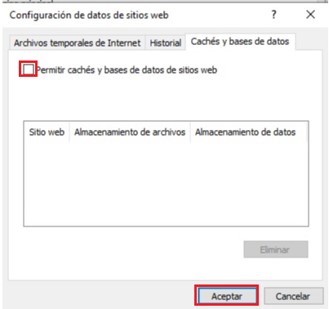 Configuración de datos de sitios web ? ×
Archivos temporales de Internet Historial Cachés y bases de datos
Permitir cachés y bases de datos de sitios web
Sitio web Almacenamiento de archivos Almacenamiento de datos
Eliminar
Aceptar Cancelar